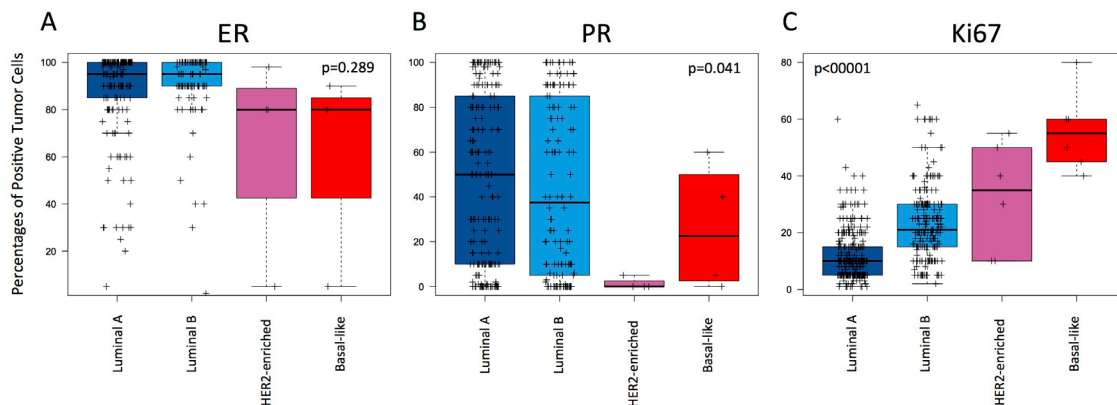 A ER
B PR
C Ki67
Percentages of Positive Tumor Cells
100
80
60
40
20
p=0.289
Luminal A
Luminal B
HER2-enriched
Basal-like
100
80
60
40
20
0
p=0.041
Luminal A
Luminal B
HER2-enriched
Basal-like
80
60
40
20
0
p<00001
Luminal A
Luminal B
HER2-enriched
Basal-like